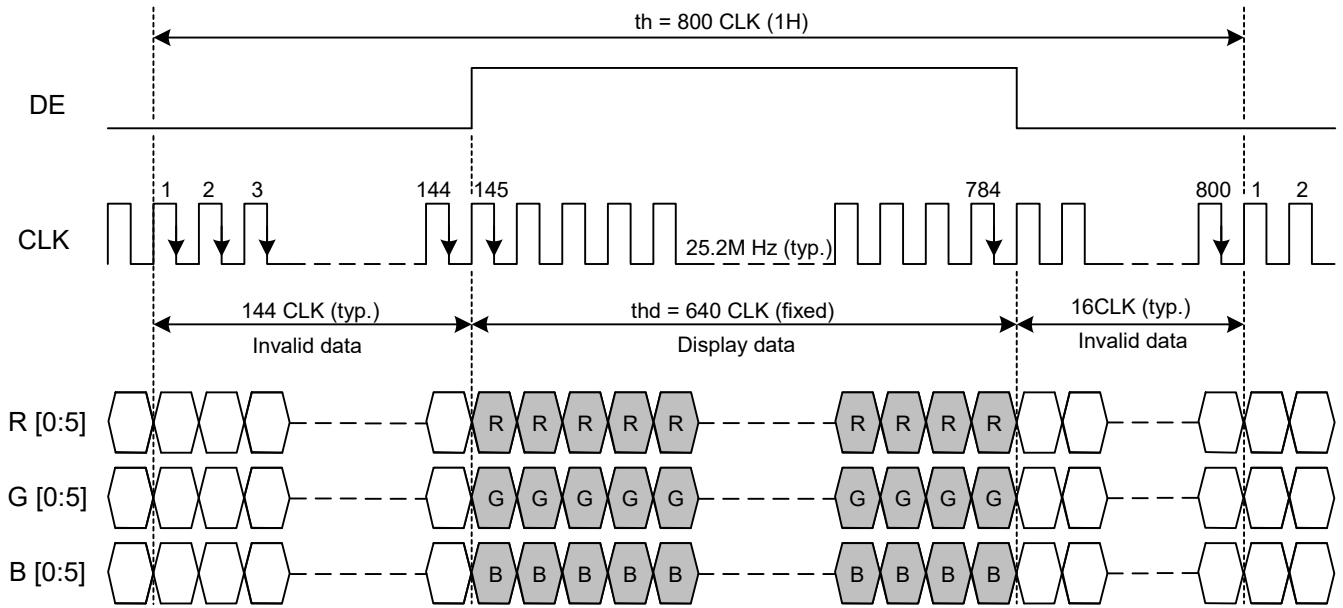 th = 800 CLK (1H)
DE
1 2 3 144 145 784 800 1 2
CLK
25.2M Hz (typ.)
144 CLK (typ.) thd = 640 CLK (fixed) 16CLK (typ.)
Invalid data Display data Invalid data
R [0:5] R R R R R R R R R
G [0:5] G G G G G G G G G
B [0:5] B B B B B B B B B